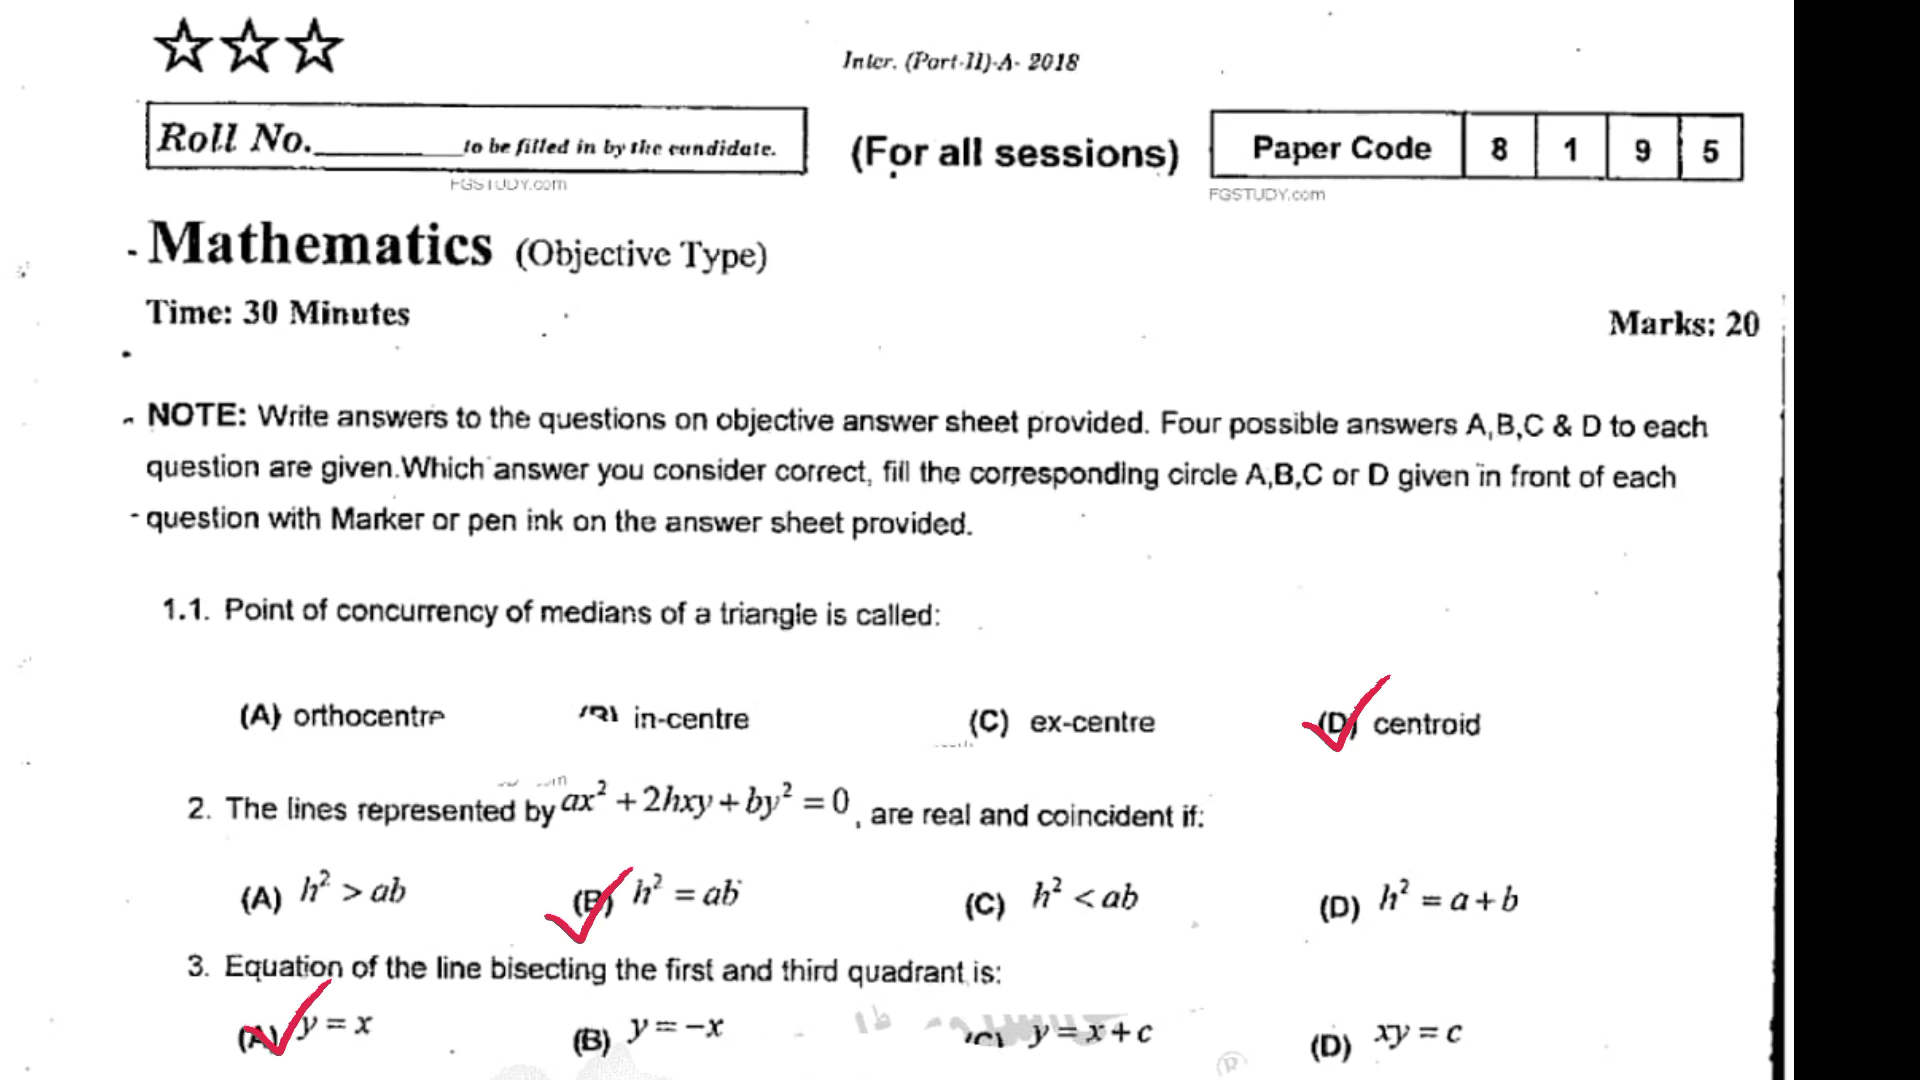 Inter. (Part-II)-A- 2018
Roll No.________to be filled in by the candidate.
(For all sessions)
Paper Code 8 1 9 5
FGSTUDY.com
FGSTUDY.com
Mathematics (Objective Type)
Time: 30 Minutes
Marks: 20
NOTE: Write answers to the questions on objective answer sheet provided. Four possible answers A,B,C & D to each
question are given.Which answer you consider correct, fill the corresponding circle A,B,C or D given in front of each
question with Marker or pen ink on the answer sheet provided.
1.1. Point of concurrency of medians of a triangle is called:
(A) orthocentre (B) in-centre (C) ex-centre (D) centroid
2. The lines represented by ax² + 2hxy + by² = 0 , are real and coincident if:
(A) h² > ab (B) h² = ab (C) h² < ab (D) h² = a + b
3. Equation of the line bisecting the first and third quadrant is:
(A) y = x (B) y = −x (C) y = x + c (D) xy = c